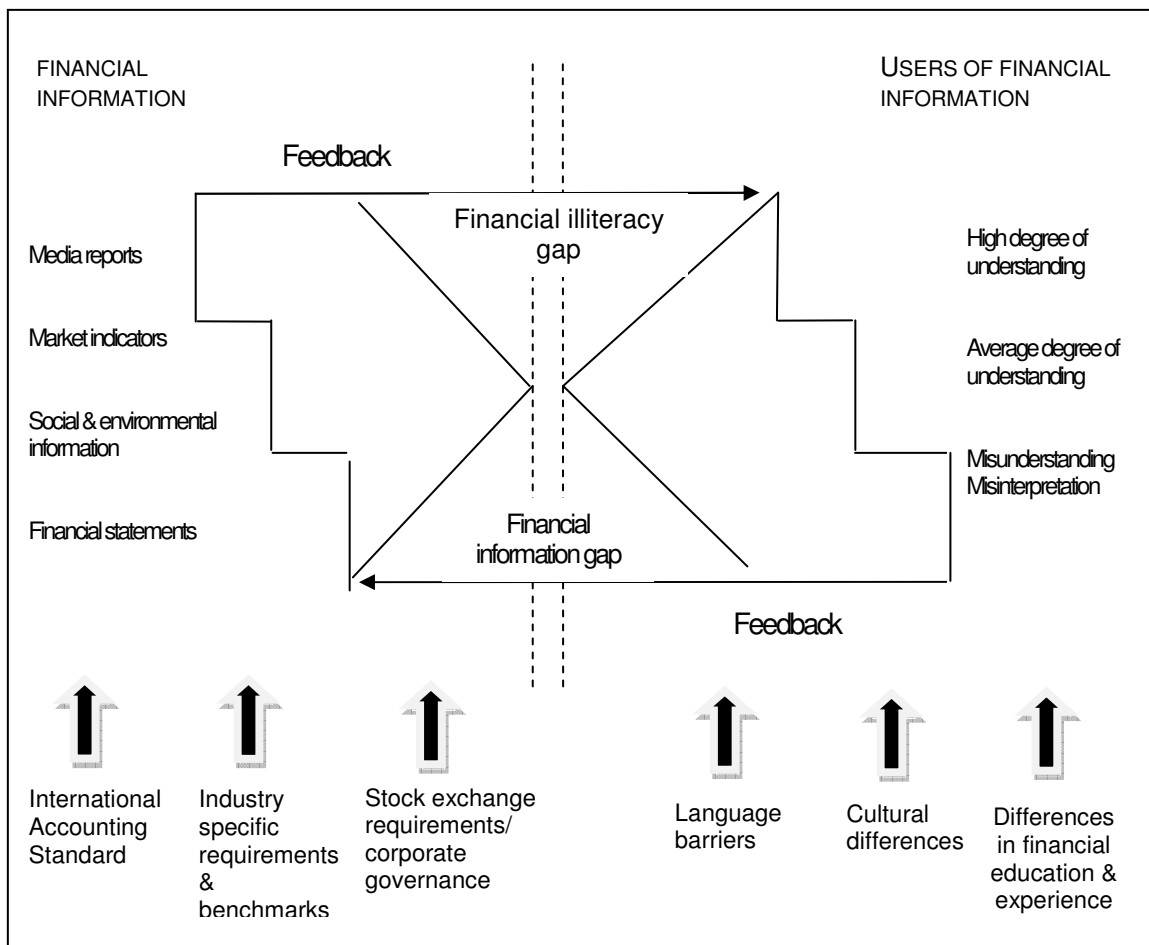 FINANCIAL
INFORMATION
USERS OF FINANCIAL
INFORMATION
Feedback
Financial illiteracy
gap
Media reports
Market indicators
Social & environmental
information
Financial statements
High degree of
understanding
Average degree of
understanding
Misunderstanding
Misinterpretation
Financial
information gap
Feedback
International
Accounting
Standard
Industry
specific
requirements
&
benchmarks
Stock exchange
requirements/
corporate
governance
Language
barriers
Cultural
differences
Differences
in financial
education &
experience